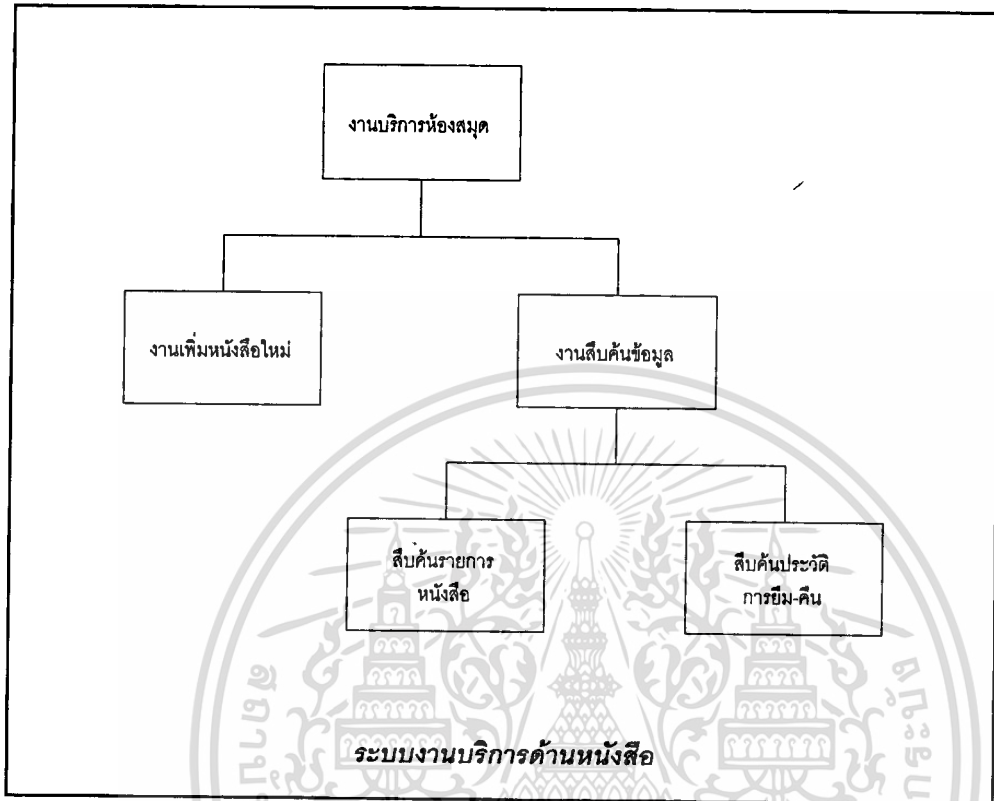 งานบริการห้องสมุด
งานเพิ่มหนังสือใหม่
งานสืบค้นข้อมูล
สืบค้นรายการ
หนังสือ
สืบค้นประวัติ
การยืม-คืน
ระบบงานบริการด้านหนังสือ